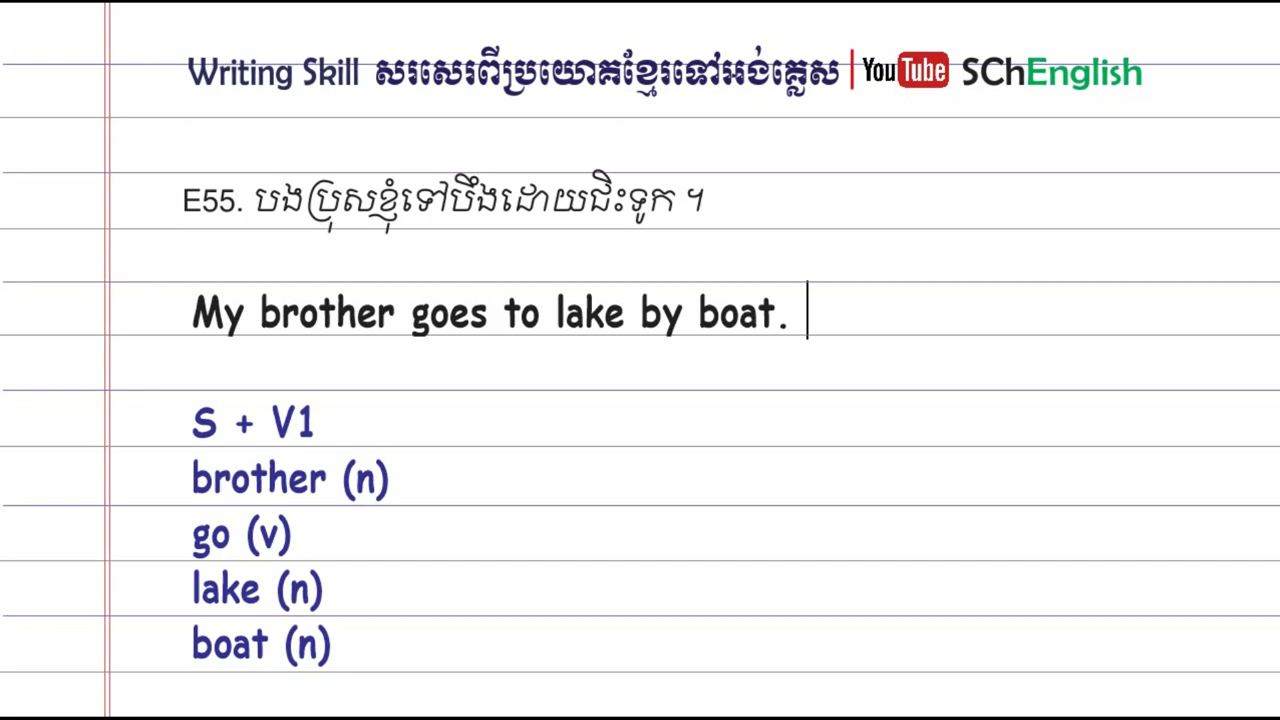 Writing Skill សរសេរពីប្រយោគខ្មែរទៅអង់គ្លេស | YouTube SChEnglish
E55. បងប្រុសខ្ញុំទៅបឹងដោយជិះទូក ។
My brother goes to lake by boat.
S + V1
brother (n)
go (v)
lake (n)
boat (n)